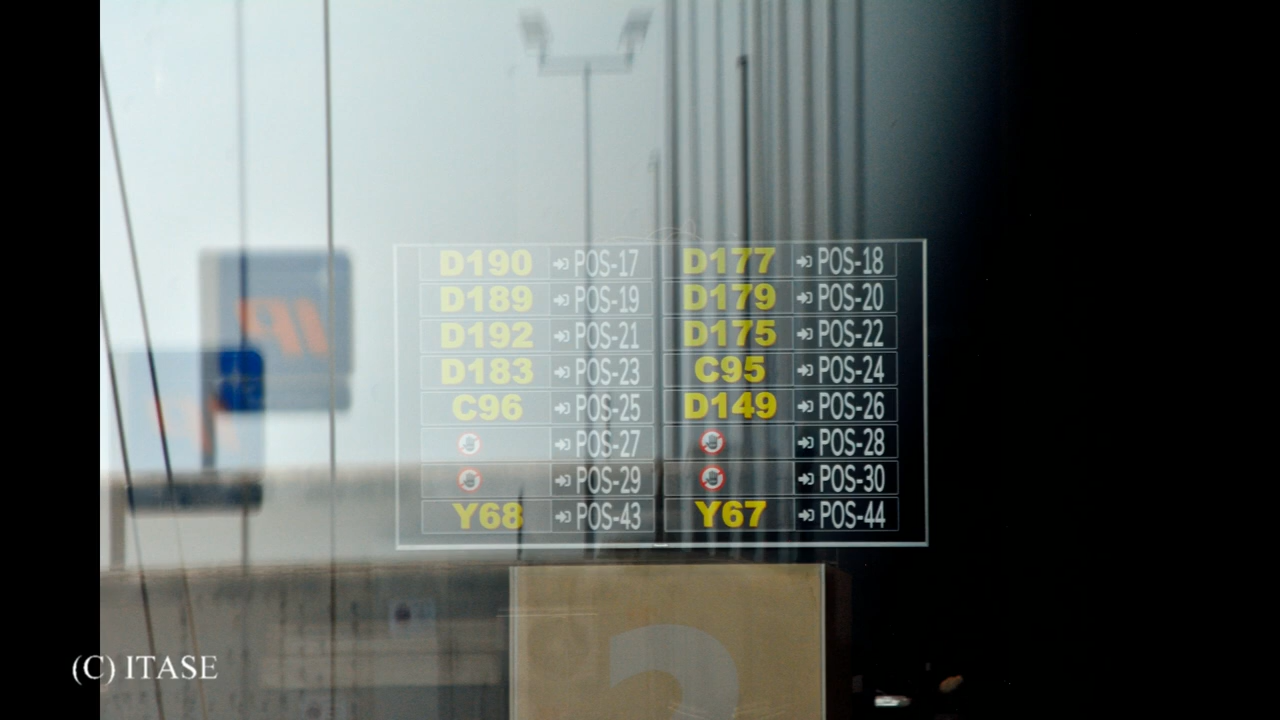 IP
D190 POS-17 D177 POS-18
D189 POS-19 D179 POS-20
D192 POS-21 D175 POS-22
D183 POS-23 C95 POS-24
C96 POS-25 D149 POS-26
POS-27 POS-28
POS-29 POS-30
Y68 POS-43 Y67 POS-44
2
(C) ITASE